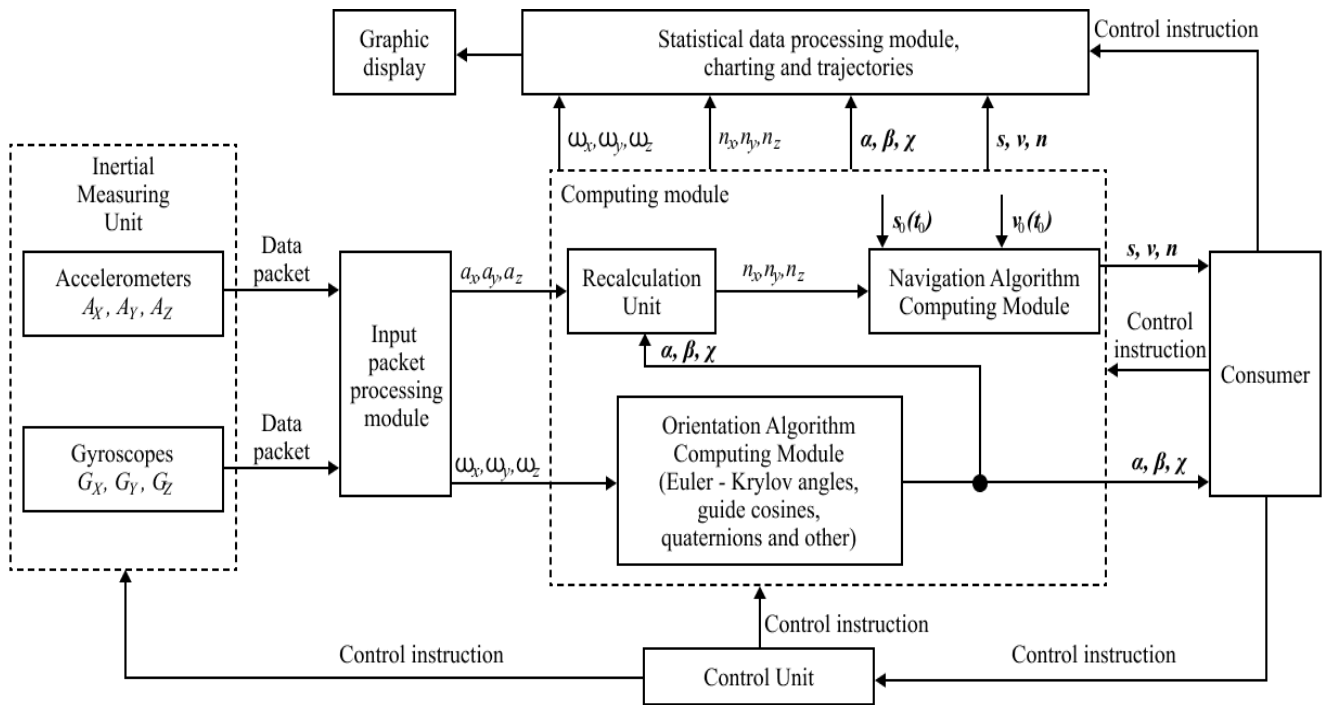 Graphic
display
Statistical data processing module,
charting and trajectories
Control instruction
ωx,ωy,ωz
nx,ny,nz
α, β, χ
s, v, n
Inertial
Measuring
Unit
Computing module
s0(t0)
v0(t0)
Data
packet
Accelerometers
AX, AY, AZ
ax,ay,az
Recalculation
Unit
nx,ny,nz
Navigation Algorithm
Computing Module
s, v, n
Input
packet
processing
module
α, β, χ
Control
instruction
Consumer
Data
packet
Gyroscopes
GX, GY, GZ
ωx,ωy,ωz
Orientation Algorithm
Computing Module
(Euler - Krylov angles,
guide cosines,
quaternions and other)
α, β, χ
Control instruction
Control instruction
Control instruction
Control Unit